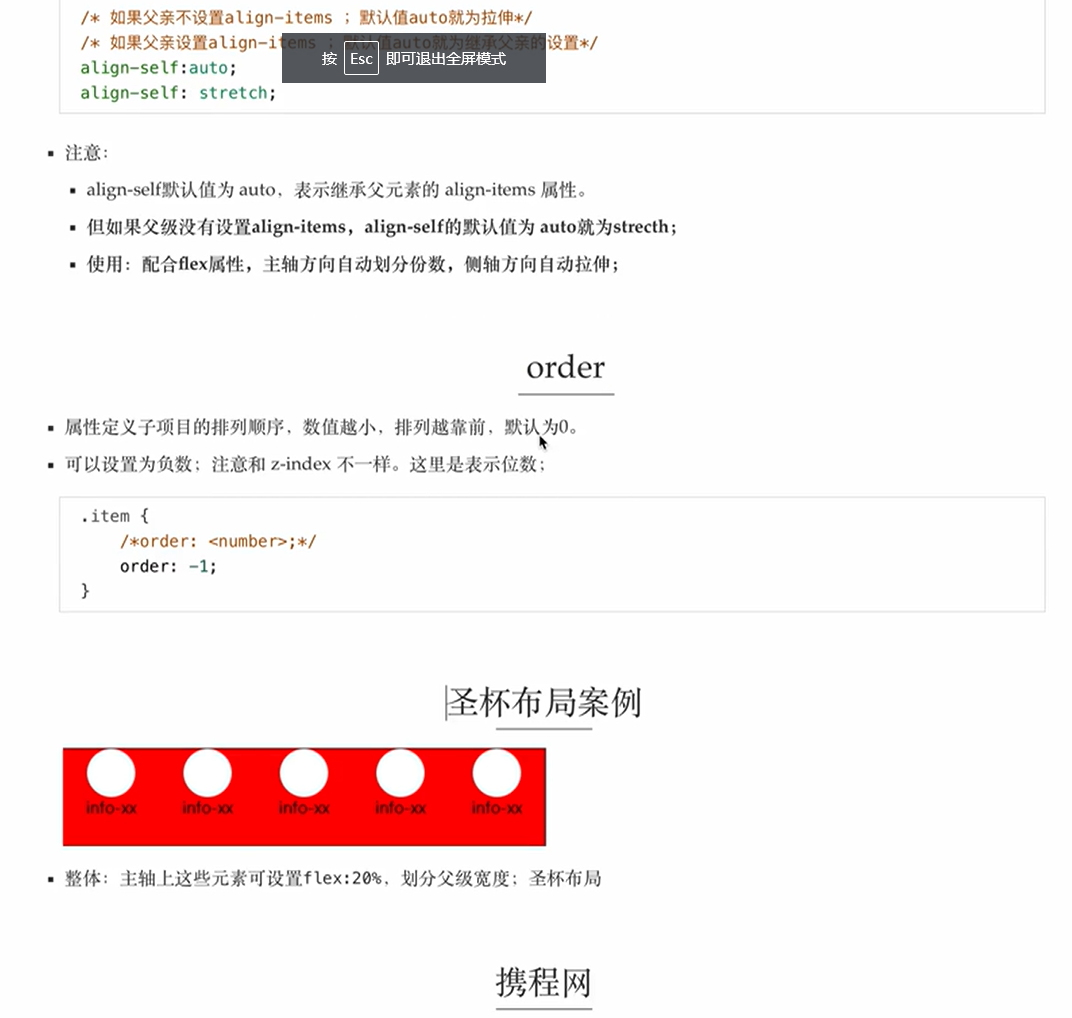 /* 如果父亲不设置align-items ；默认值auto就为拉伸*/
/* 如果父亲设置align-items ；默认值auto就为继承父亲的设置*/
按 Esc 即可退出全屏模式
align-self:auto;
align-self: stretch;
注意：
align-self默认值为 auto，表示继承父元素的 align-items 属性。
但如果父级没有设置align-items，align-self的默认值为 auto就为strecth；
使用：配合flex属性，主轴方向自动划分份数，侧轴方向自动拉伸；
order
属性定义子项目的排列顺序，数值越小，排列越靠前，默认为0。
可以设置为负数；注意和 z-index 不一样。这里是表示位数；
.item {
/*order: <number>;*/
order: -1;
}
圣杯布局案例
info-xx info-xx info-xx info-xx info-xx
整体：主轴上这些元素可设置flex:20%，划分父级宽度；圣杯布局
携程网